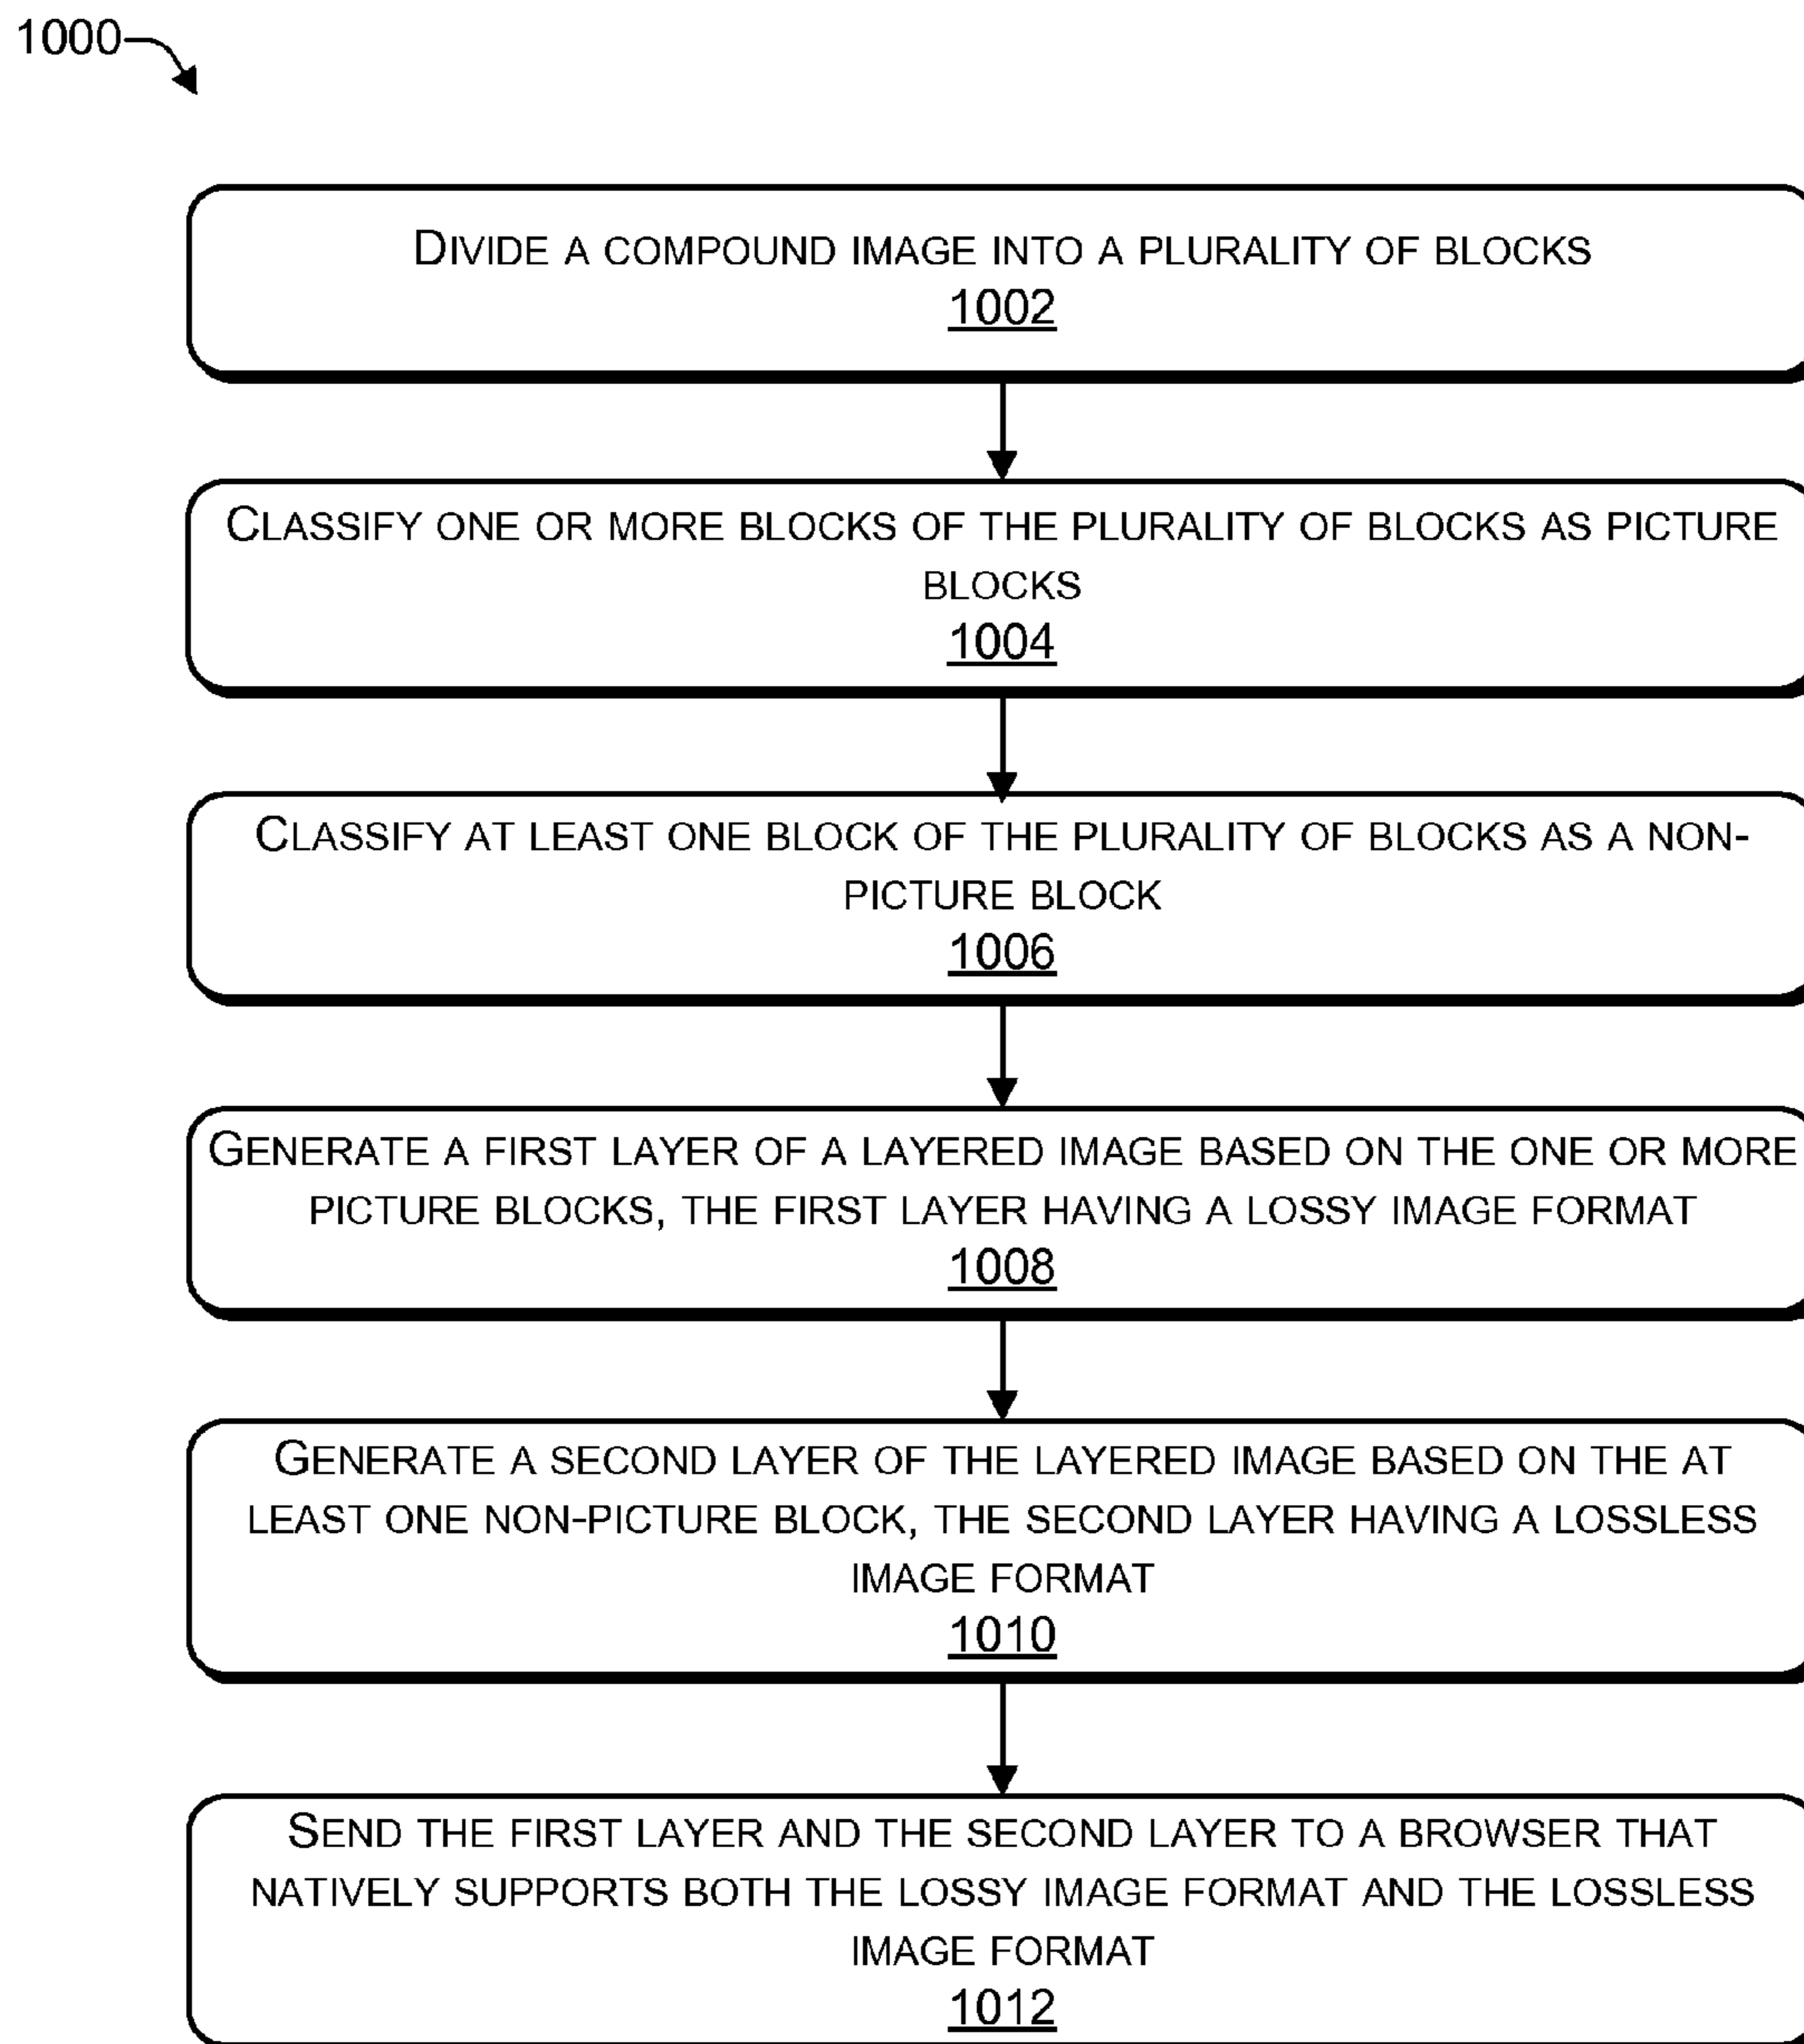 1000
DIVIDE A COMPOUND IMAGE INTO A PLURALITY OF BLOCKS
1002
CLASSIFY ONE OR MORE BLOCKS OF THE PLURALITY OF BLOCKS AS PICTURE
BLOCKS
1004
CLASSIFY AT LEAST ONE BLOCK OF THE PLURALITY OF BLOCKS AS A NON-
PICTURE BLOCK
1006
GENERATE A FIRST LAYER OF A LAYERED IMAGE BASED ON THE ONE OR MORE
PICTURE BLOCKS, THE FIRST LAYER HAVING A LOSSY IMAGE FORMAT
1008
GENERATE A SECOND LAYER OF THE LAYERED IMAGE BASED ON THE AT
LEAST ONE NON-PICTURE BLOCK, THE SECOND LAYER HAVING A LOSSLESS
IMAGE FORMAT
1010
SEND THE FIRST LAYER AND THE SECOND LAYER TO A BROWSER THAT
NATIVELY SUPPORTS BOTH THE LOSSY IMAGE FORMAT AND THE LOSSLESS
IMAGE FORMAT
1012